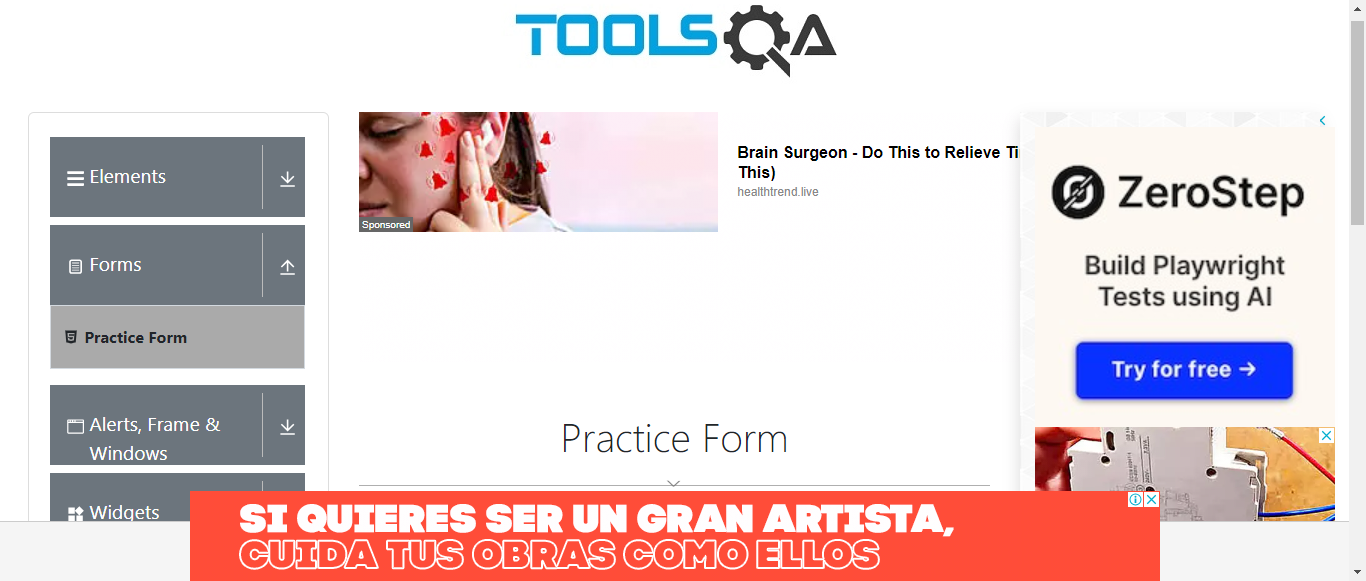 TOOLSQA
Elements
Forms
Practice Form
Alerts, Frame &
Windows
Widgets
Sponsored
Brain Surgeon - Do This to Relieve Ti
This)
healthtrend.live
Practice Form
ZeroStep
Build Playwright
Tests using AI
Try for free →
SI QUIERES SER UN GRAN ARTISTA,
CUIDA TUS OBRAS COMO ELLOS